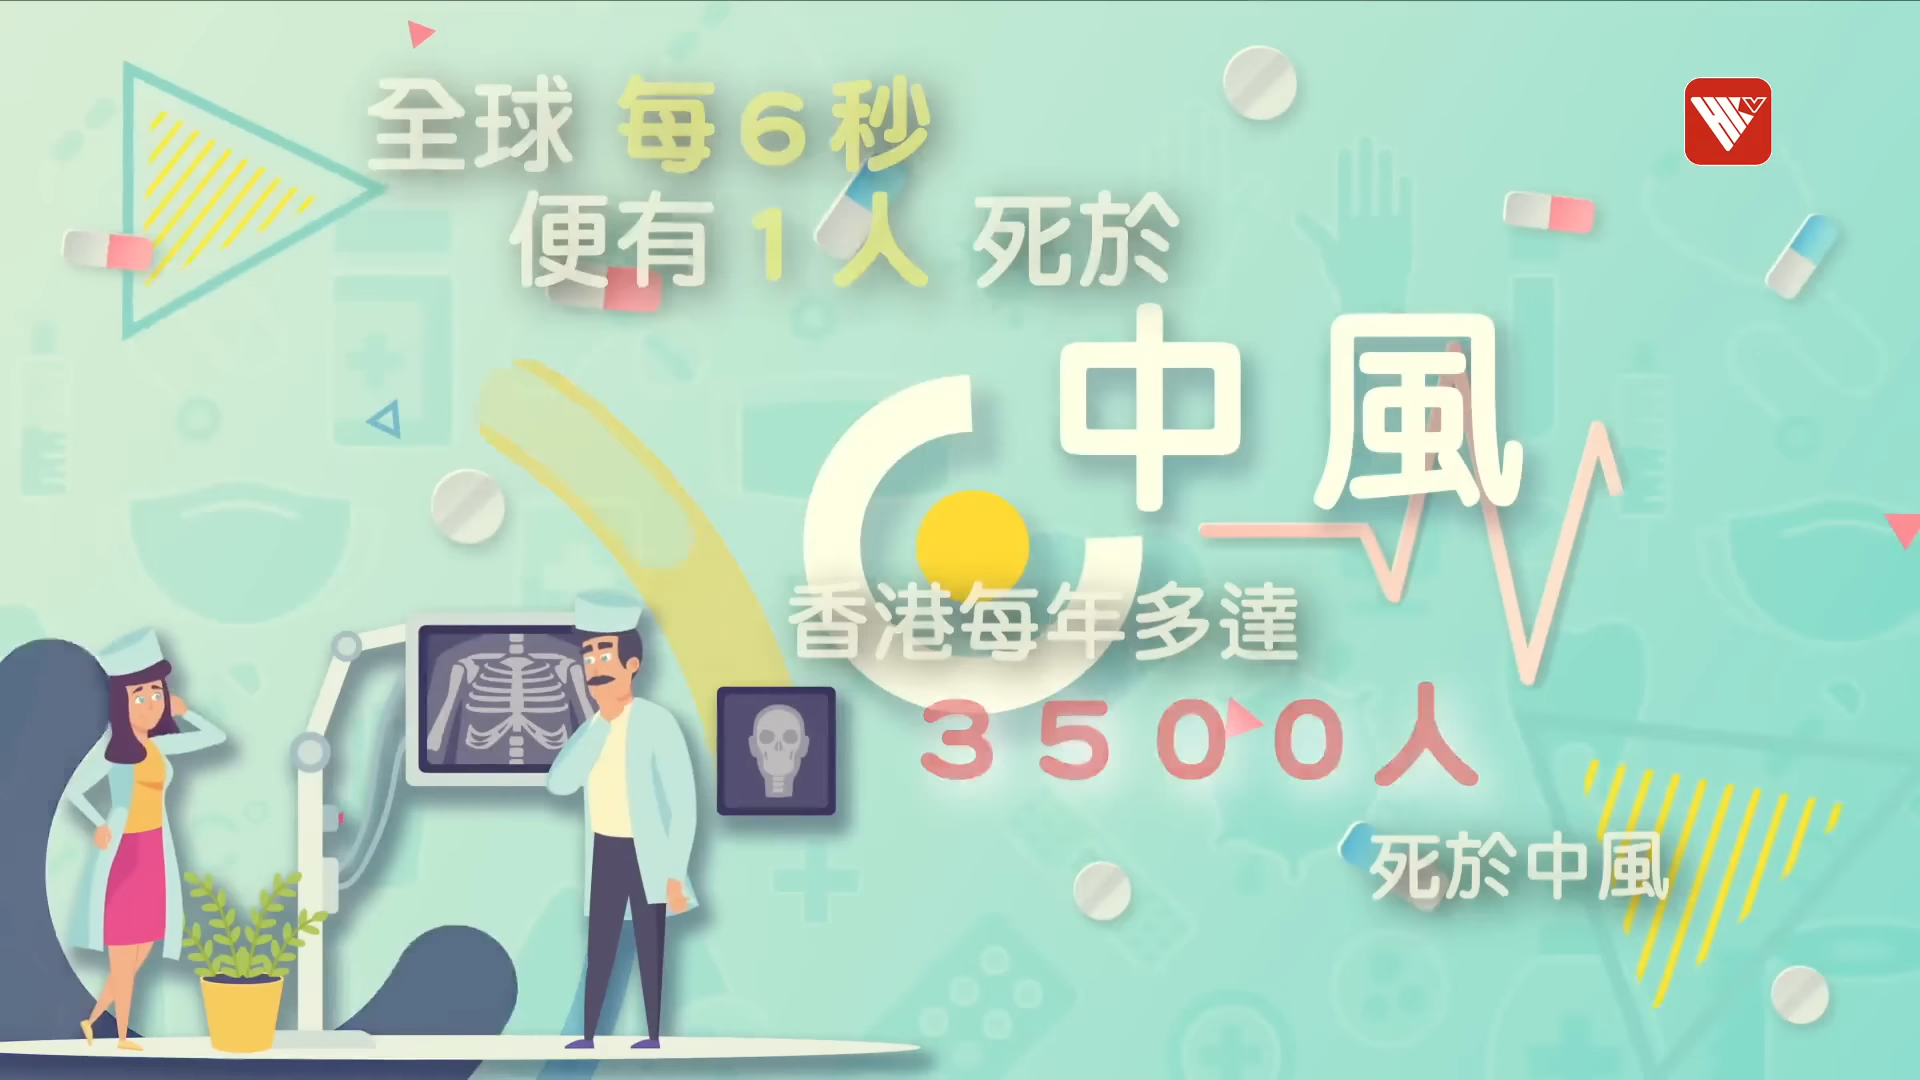 全球 每6秒
便有 1人 死於
中風
香港每年多達
3500人
死於中風